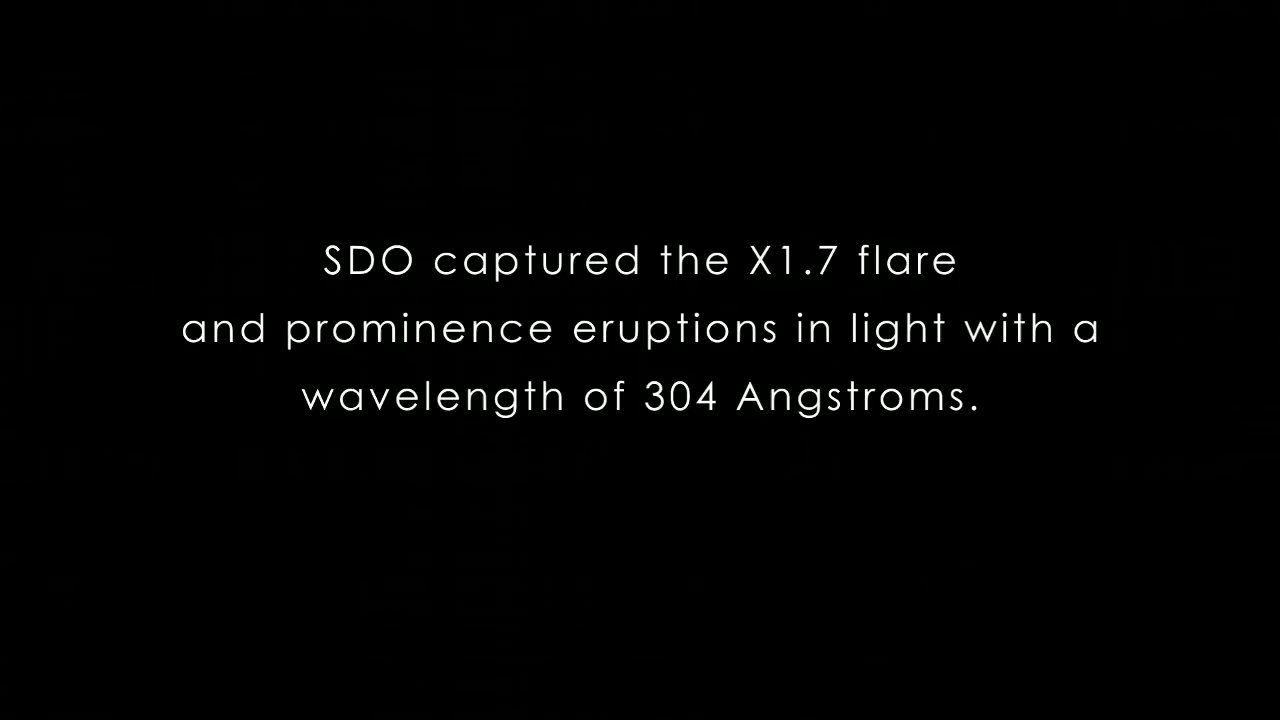 SDO captured the X1.7 flare
and prominence eruptions in light with a
wavelength of 304 Angstroms.